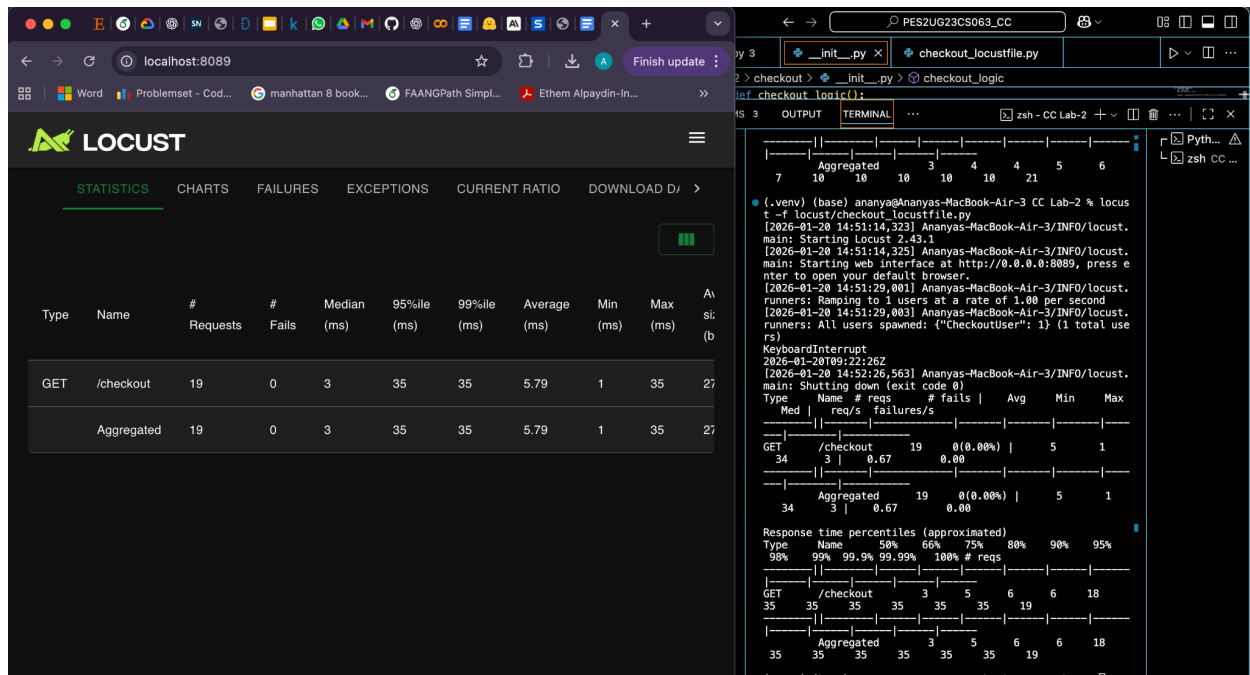 localhost:8089
Finish update
Word
Problemset - Cod...
manhattan 8 book...
FAANGPath Simpl...
Ethem Alpaydin-In...
LOCUST
STATISTICS CHARTS FAILURES EXCEPTIONS CURRENT RATIO DOWNLOAD DA
Type Name # Requests # Fails Median (ms) 95%ile (ms) 99%ile (ms) Average (ms) Min (ms) Max (ms)
GET /checkout 19 0 3 35 35 5.79 1 35 27
Aggregated 19 0 3 35 35 5.79 1 35 27
PES2UG23CS063_CC
py 3 __init__.py checkout_locustfile.py
2 > checkout > __init__.py > checkout_logic
def checkout_logic():
MS 3 OUTPUT TERMINAL ... zsh - CC Lab-2
Pyth...
zsh CC ...
--------||-------|-------------|-------|-------|-------|-------
|------|------|------|------|------
Aggregated 3 4 4 5 6
7 10 10 10 10 10 21
(.venv) (base) ananya@Ananyas-MacBook-Air-3 CC Lab-2 % locus
t -f locust/checkout_locustfile.py
[2026-01-20 14:51:14,323] Ananyas-MacBook-Air-3/INFO/locust.
main: Starting Locust 2.43.1
[2026-01-20 14:51:14,325] Ananyas-MacBook-Air-3/INFO/locust.
main: Starting web interface at http://0.0.0.0:8089, press e
nter to open your default browser.
[2026-01-20 14:51:29,001] Ananyas-MacBook-Air-3/INFO/locust.
runners: Ramping to 1 users at a rate of 1.00 per second
[2026-01-20 14:51:29,003] Ananyas-MacBook-Air-3/INFO/locust.
runners: All users spawned: {"CheckoutUser": 1} (1 total use
rs)
KeyboardInterrupt
2026-01-20T09:22:26Z
[2026-01-20 14:52:26,563] Ananyas-MacBook-Air-3/INFO/locust.
main: Shutting down (exit code 0)
Type Name # reqs # fails | Avg Min Max
Med | req/s failures/s
--------||-------|-------------|-------|-------|----
---|--------|-----------
GET /checkout 19 0(0.00%) | 5 1
34 3 | 0.67 0.00
--------||-------|-------------|-------|-------|----
---|--------|-----------
Aggregated 19 0(0.00%) | 5 1
34 3 | 0.67 0.00
Response time percentiles (approximated)
Type Name 50% 66% 75% 80% 90% 95%
98% 99% 99.9% 99.99% 100% # reqs
--------||--------|------|------|------|------|------
|------|------|------|------|------
GET /checkout 3 5 6 6 18
35 35 35 35 35 35 19
--------||--------|------|------|------|------|------
|------|------|------|------|------
Aggregated 3 5 6 6 18
35 35 35 35 35 35 19